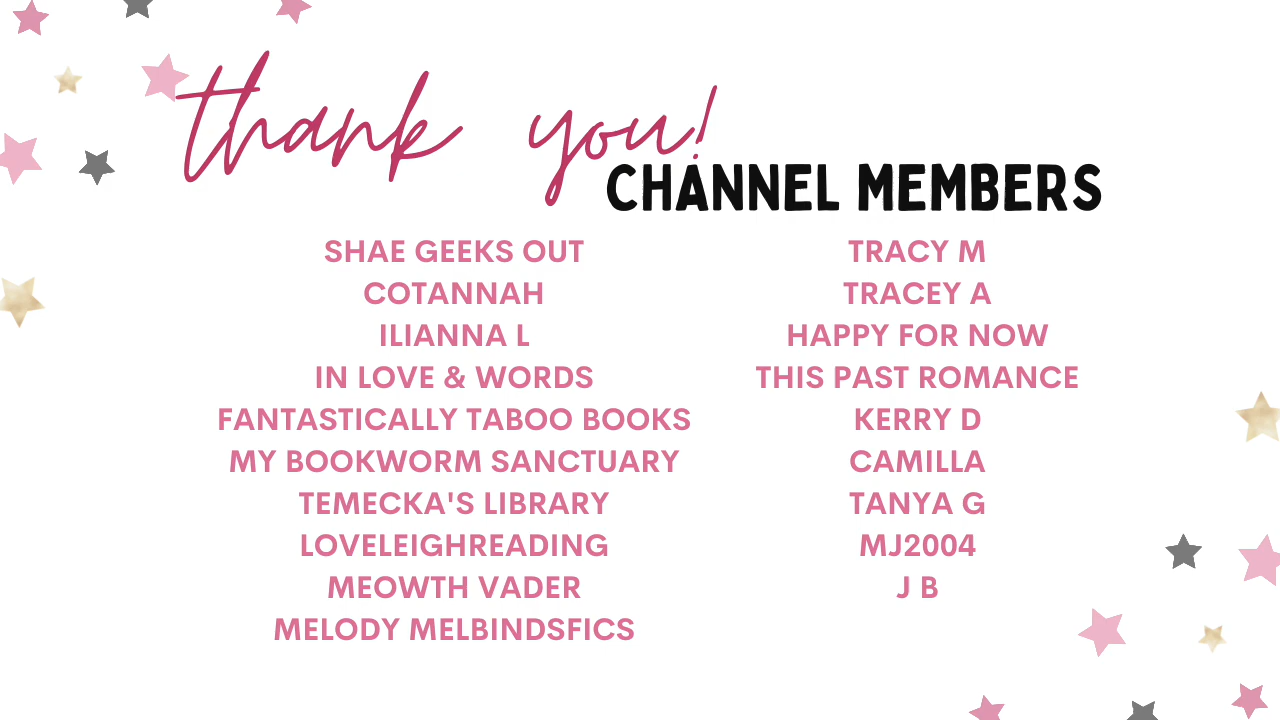 thank you!
CHANNEL MEMBERS
SHAE GEEKS OUT
COTANNAH
ILIANNA L
IN LOVE & WORDS
FANTASTICALLY TABOO BOOKS
MY BOOKWORM SANCTUARY
TEMECKA'S LIBRARY
LOVELEIGHREADING
MEOWTH VADER
MELODY MELBINDSFICS
TRACY M
TRACEY A
HAPPY FOR NOW
THIS PAST ROMANCE
KERRY D
CAMILLA
TANYA G
MJ2004
J B